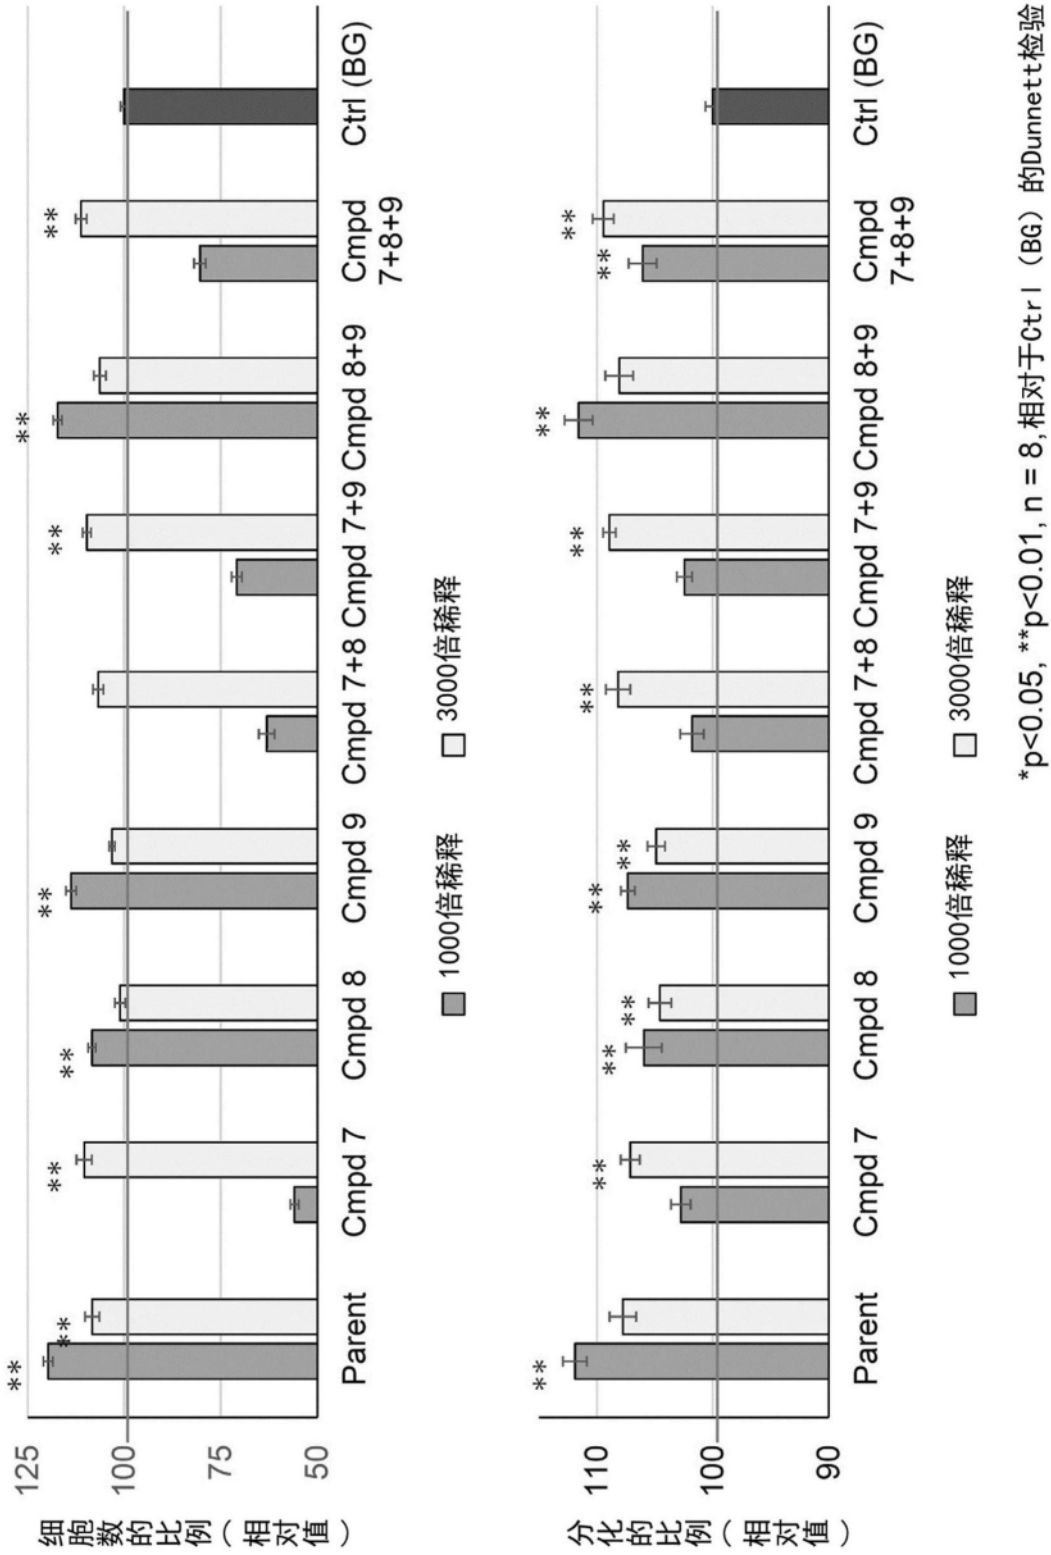 细胞数的比例(相对值)
125
100
75
50
**
**
**
**
**
**
**
**
Parent
Cmpd 7
Cmpd 8
Cmpd 9
Cmpd 7+8
Cmpd 7+9
Cmpd 8+9
Cmpd
7+8+9
Ctrl (BG)
1000倍稀释
3000倍稀释
分化的比例(相对值)
110
100
90
**
**
**
**
**
**
**
**
**
**
**
Parent
Cmpd 7
Cmpd 8
Cmpd 9
Cmpd 7+8
Cmpd 7+9
Cmpd 8+9
Cmpd
7+8+9
Ctrl (BG)
1000倍稀释
3000倍稀释
*p<0.05, **p<0.01, n = 8,相对于Ctrl (BG) 的Dunnett检验